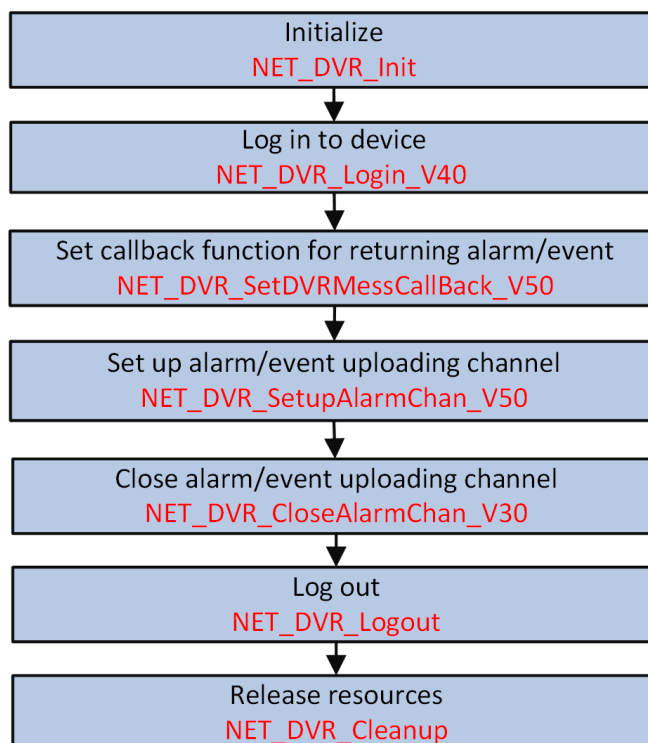 Initialize
NET_DVR_Init
Log in to device
NET_DVR_Login_V40
Set callback function for returning alarm/event
NET_DVR_SetDVRMessCallBack_V50
Set up alarm/event uploading channel
NET_DVR_SetupAlarmChan_V50
Close alarm/event uploading channel
NET_DVR_CloseAlarmChan_V30
Log out
NET_DVR_Logout
Release resources
NET_DVR_Cleanup